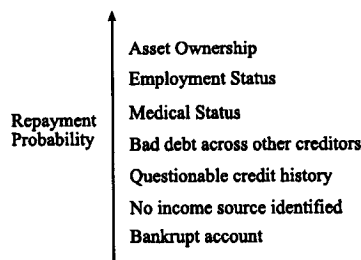 Asset Ownership
Employment Status
Medical Status
Repayment
Probability
Bad debt across other creditors
Questionable credit history
No income source identified
Bankrupt account